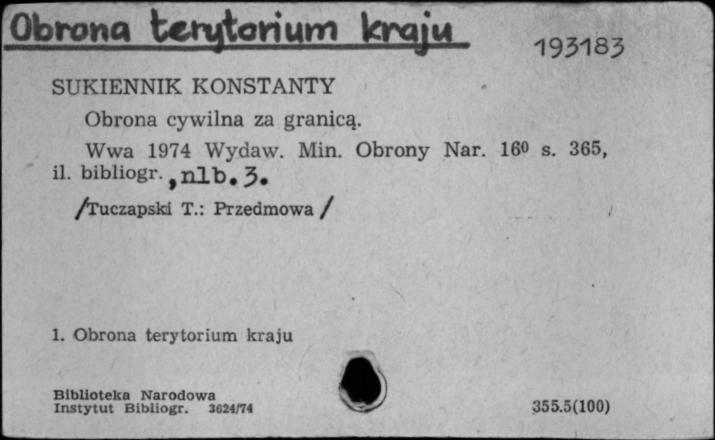 Obrona terytorium kraju
193183
SUKIENNIK KONSTANTY
Obrona cywilna za granicą.
Wwa 1974 Wydaw. Min. Obrony Nar. 16⁰ s. 365,
il. bibliogr., nlb. 3.
/Tuczapski T.: Przedmowa /
1. Obrona terytorium kraju
Biblioteka Narodowa
Instytut Bibliogr. 3624/74
355.5(100)